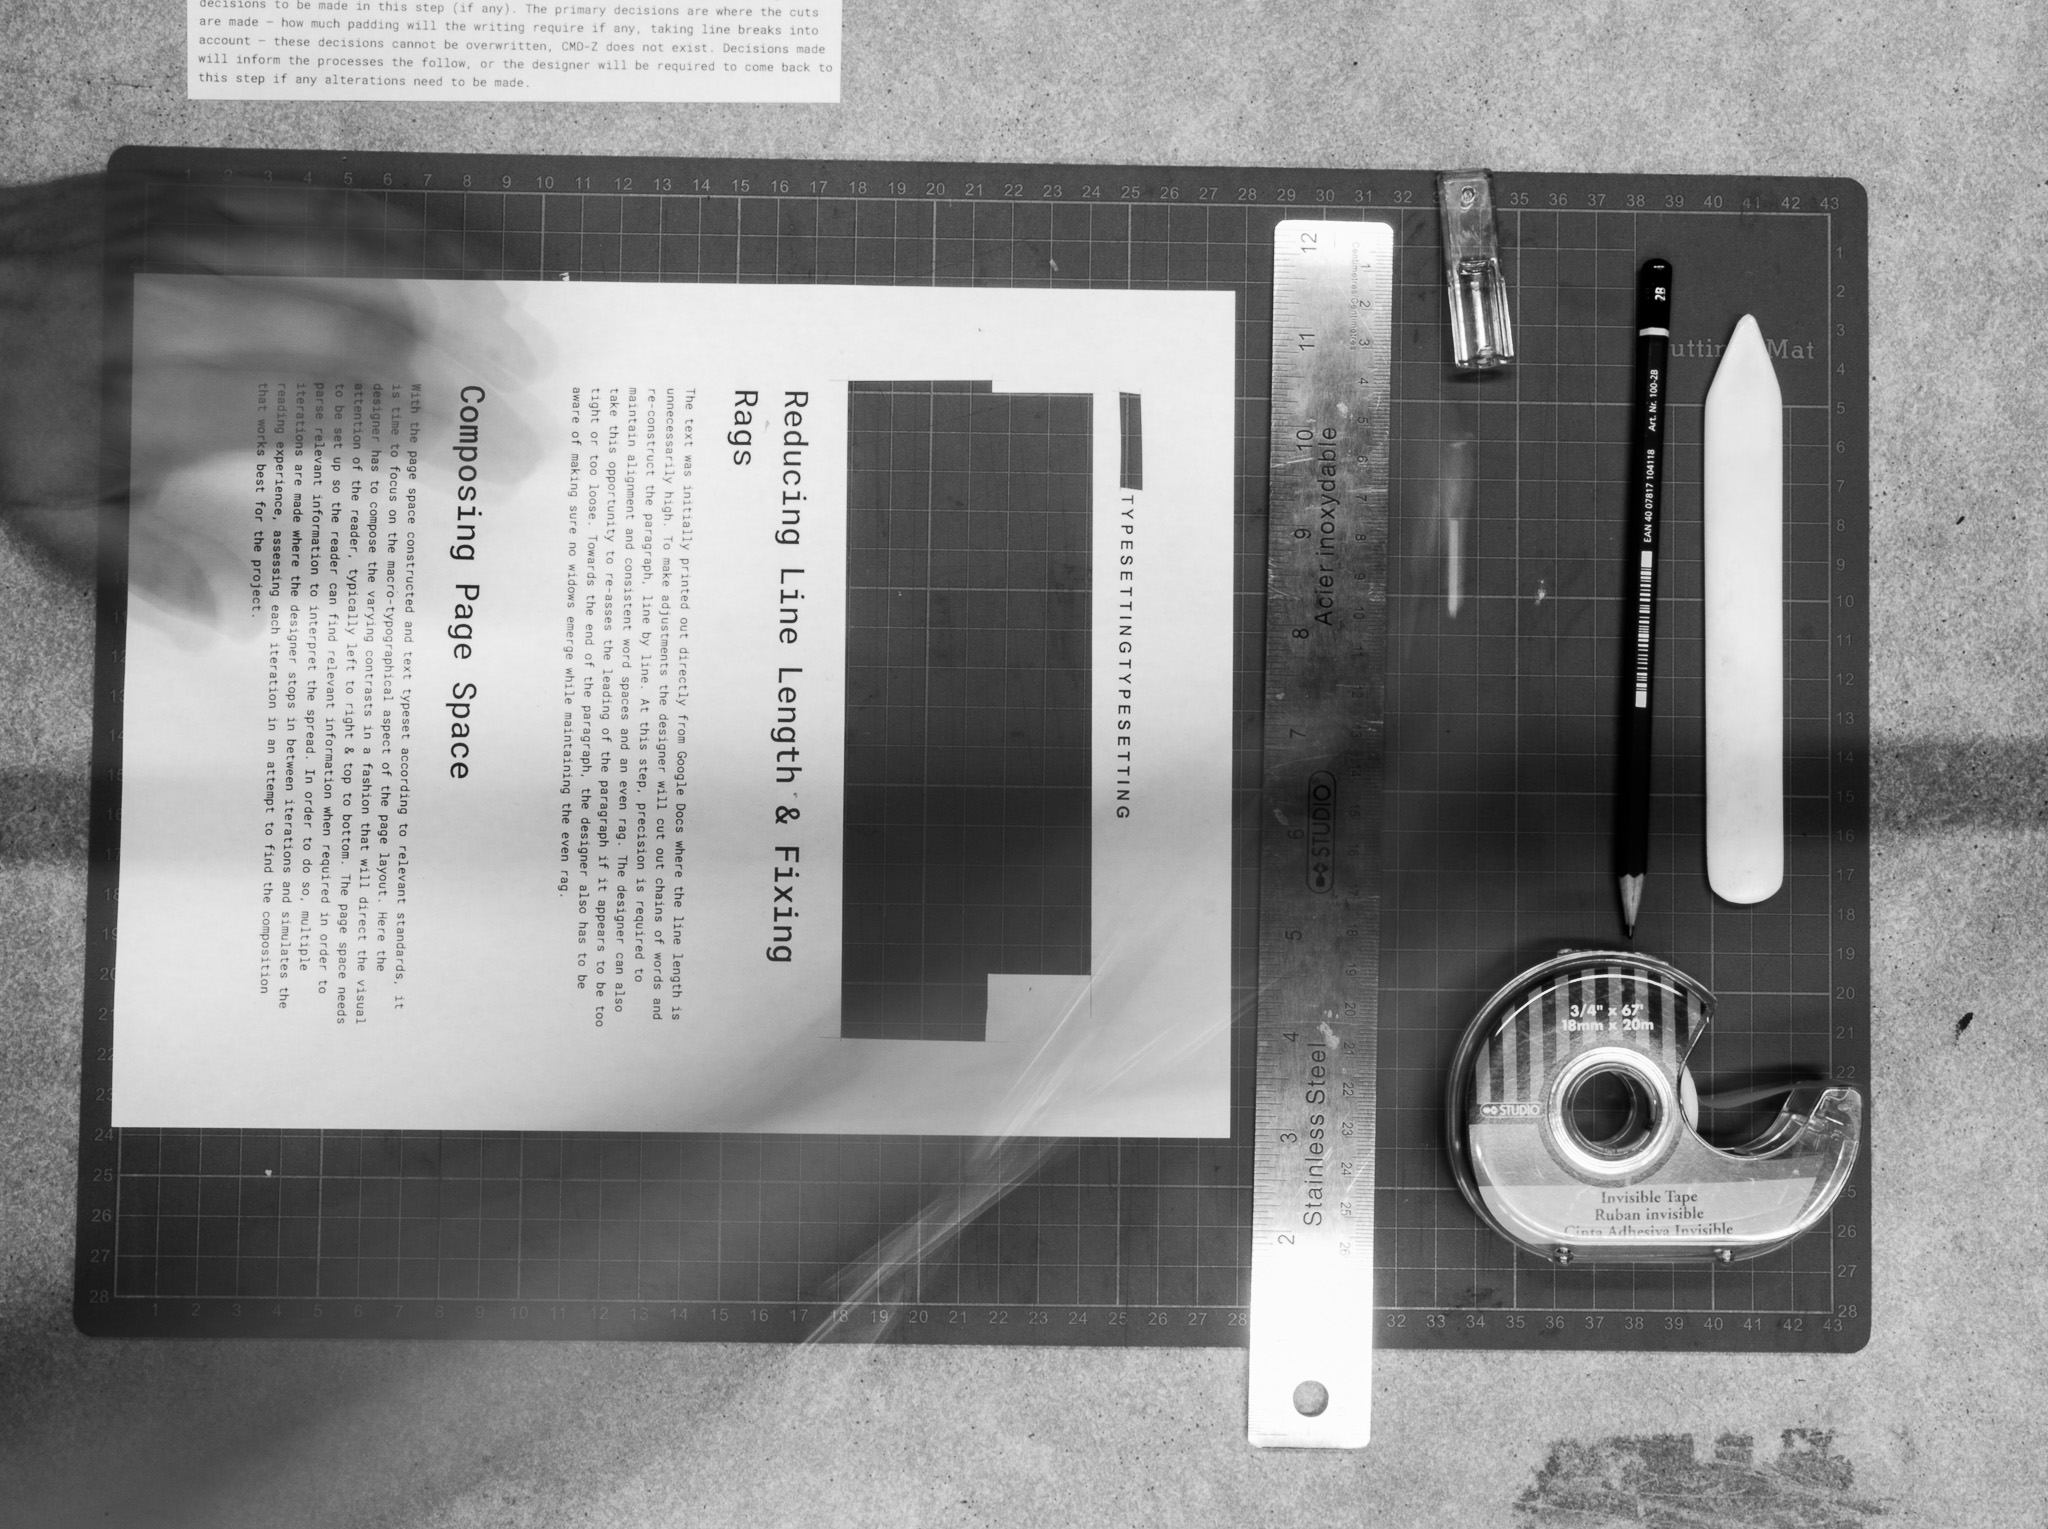 decisions to be made in this step (if any). The primary decisions are where the cuts
are made – how much padding will the writing require if any, taking line breaks into
account – these decisions cannot be overwritten, CMD-Z does not exist. Decisions made
will inform the processes the follow, or the designer will be required to come back to
this step if any alterations need to be made.
TYPESETTINGTYPESETTING
Reducing Line Length & Fixing
Rags
The text was initially printed out directly from Google Docs where the line length is
unnecessarily high. To make adjustments the designer will cut out chains of words and
re-construct the paragraph, line by line. At this step, precision is required to
maintain alignment and consistent word spaces and an even rag. The designer can also
take this opportunity to re-asses the leading of the paragraph if it appears to be too
tight or too loose. Towards the end of the paragraph, the designer also has to be
aware of making sure no widows emerge while maintaining the even rag.
Composing Page Space
With the page space constructed and text typeset according to relevant standards, it
is time to focus on the macro-typographical aspect of the page layout. Here the
designer has to compose the varying contrasts in a fashion that will direct the visual
attention of the reader, typically left to right & top to bottom. The page space needs
to be set up so the reader can find relevant information when required in order to
parse relevant information to interpret the spread. In order to do so, multiple
iterations are made where the designer stops in between iterations and simulates the
reading experience, assessing each iteration in an attempt to find the composition
that works best for the project.
Centimetres
Acier inoxydable
STUDIO
Stainless Steel
2B
Art. Nr. 100-2B
EAN 40 07817 104118
Mat
3/4" x 67'
18mm x 20m
STUDIO
Invisible Tape
Ruban invisible
Cinta Adhesiva Invisible